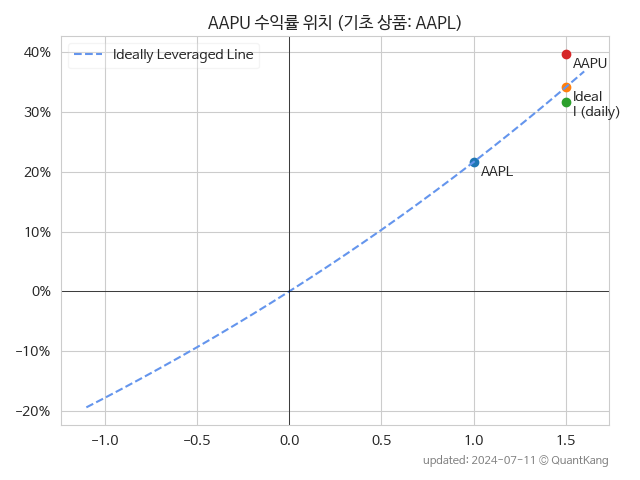 AAPU 수익률 위치 (기초 상품: AAPL)
Ideally Leveraged Line
40%
30%
20%
10%
0%
−10%
−20%
AAPU
Ideal
I (daily)
AAPL
−1.0
−0.5
0.0
0.5
1.0
1.5
updated: 2024-07-11 © QuantKang